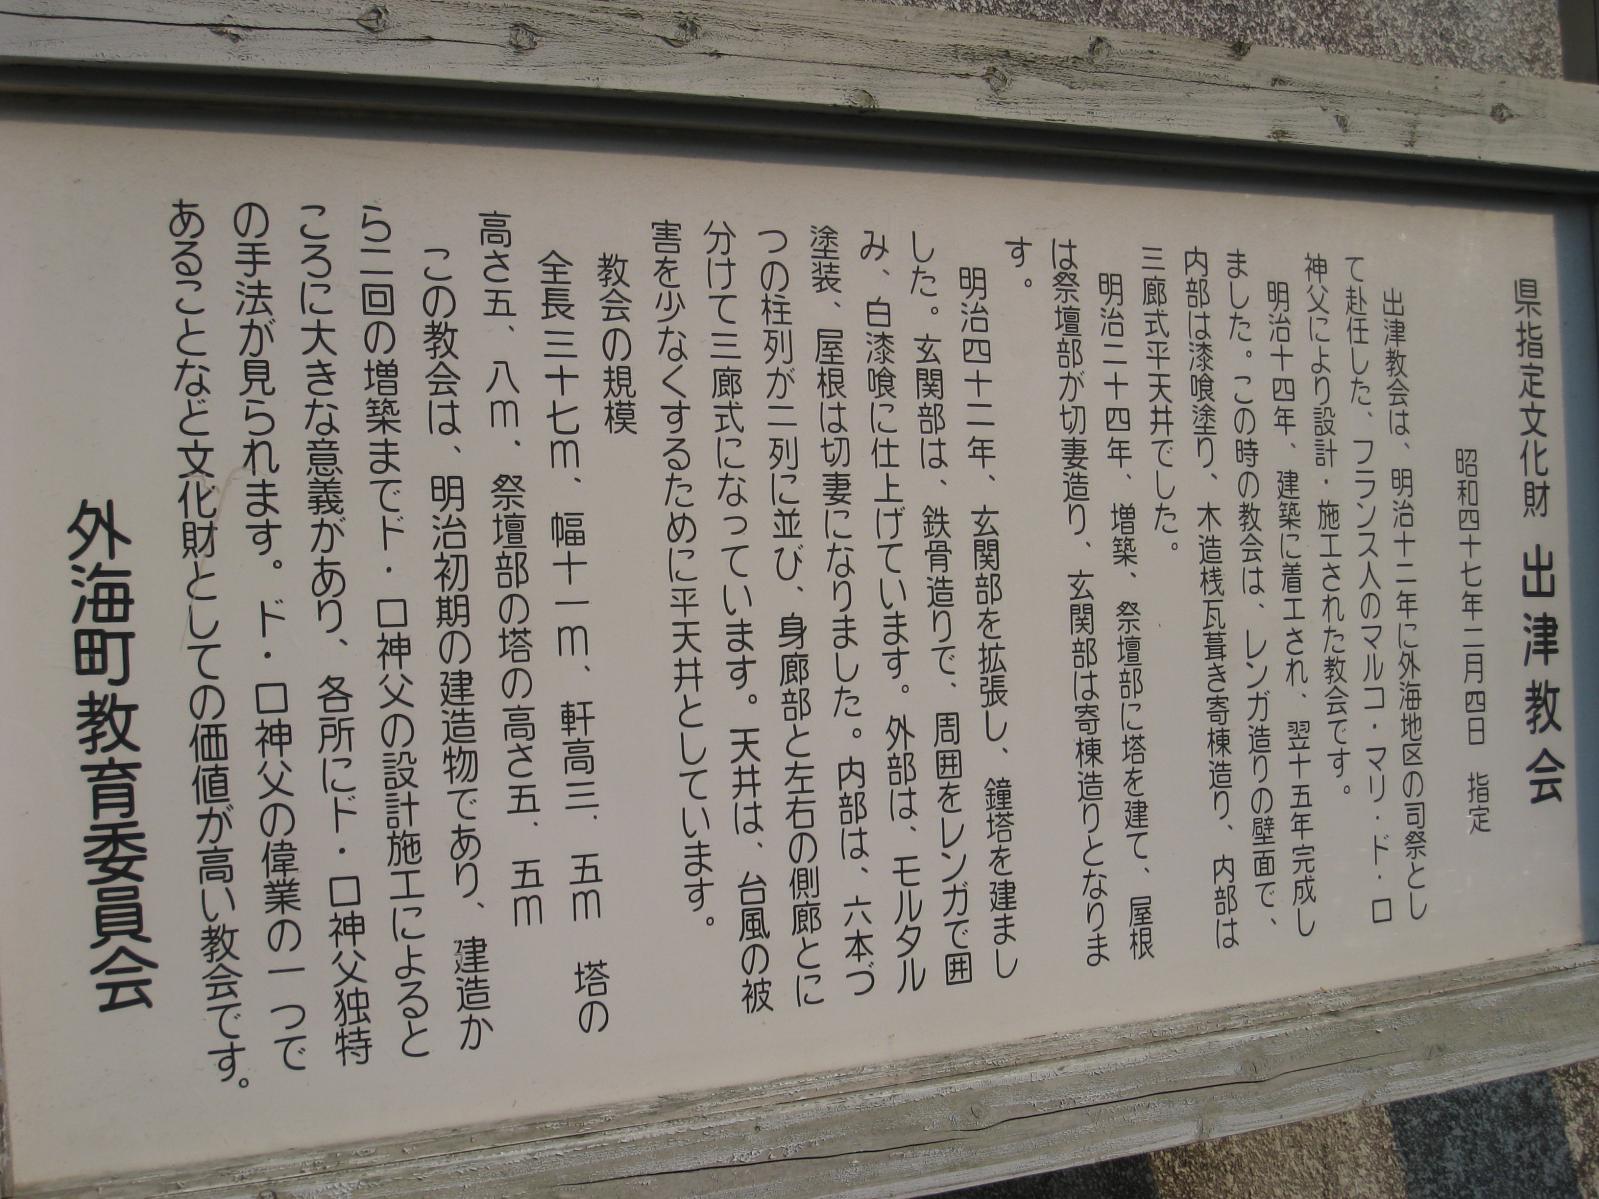 県指定文化財 出津教会
昭和四十七年二月四日 指定
出津教会は、明治十二年に外海地区の司祭とし
て赴任した、フランス人のマルコ・マリ・ド・ロ
神父により設計・施工された教会です。
明治十四年、建築に着工され、翌十五年完成し
ました。この時の教会は、レンガ造りの壁面で、
内部は漆喰塗り、木造桟瓦葺き寄棟造り、内部は
三廊式平天井でした。
明治二十四年、増築、祭壇部に塔を建て、屋根
は祭壇部が切妻造り、玄関部は寄棟造りとなりま
す。
明治四十二年、玄関部を拡張し、鐘塔を建まし
した。玄関部は、鉄骨造りで、周囲をレンガで囲
み、白漆喰に仕上げています。外部は、モルタル
塗装、屋根は切妻になりました。内部は、六本づ
つの柱列が二列に並び、身廊部と左右の側廊とに
分けて三廊式になっています。天井は、台風の被
害を少なくするために平天井としています。
教会の規模
全長三十七m、幅十一m、軒高三．五m 塔の
高さ五．八m、祭壇部の塔の高さ五．五m
この教会は、明治初期の建造物であり、建造か
ら二回の増築までド・ロ神父の設計施工によると
ころに大きな意義があり、各所にド・ロ神父独特
の手法が見られます。ド・ロ神父の偉業の一つで
あることなど文化財としての価値が高い教会です。
外海町教育委員会